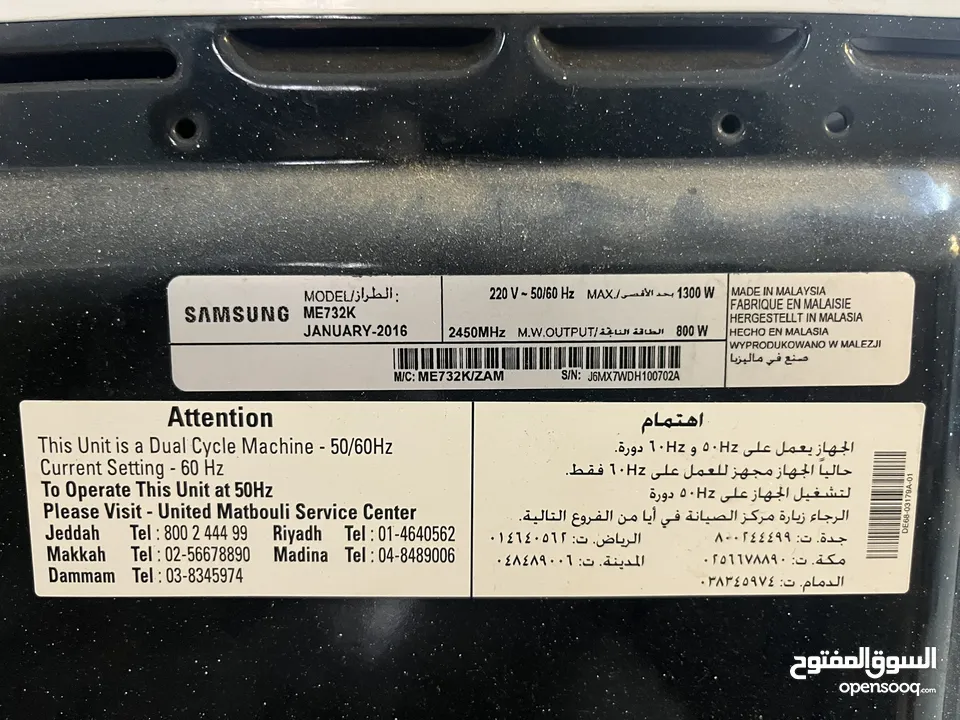 SAMSUNG
MODEL/الطراز:
ME732K
JANUARY-2016
220 V ~ 50/60 Hz MAX./بحد الأقصى 1300 W
2450MHz M.W.OUTPUT/الطاقة الناتجة 800 W
M/C: ME732K/ZAM S/N: J6MX7WDH100702A
MADE IN MALAYSIA
FABRIQUE EN MALAISIE
HERGESTELLT IN MALASIA
HECHO EN MALASIA
WYPRODUKOWANO W MALEZJI
صنع في ماليزيا
Attention
This Unit is a Dual Cycle Machine - 50/60Hz
Current Setting - 60 Hz
To Operate This Unit at 50Hz
Please Visit - United Matbouli Service Center
Jeddah Tel : 800 2 444 99 Riyadh Tel : 01-4640562
Makkah Tel : 02-56678890 Madina Tel : 04-8489006
Dammam Tel : 03-8345974
اهتمام
الجهاز يعمل على ٥٠Hz و ٦٠Hz دورة.
حالياً الجهاز مجهز للعمل على ٦٠Hz فقط.
لتشغيل الجهاز على ٥٠Hz دورة
الرجاء زيارة مركز الصيانة في أيا من الفروع التالية.
جدة. ت: ٨٠٠٢٤٤٤٩٩ الرياض. ت: ٠١٤٦٤٠٥٦٢
مكة. ت: ٠٢٥٦٦٧٨٨٩٠ المدينة. ت: ٠٤٨٤٨٩٠٠٦
الدمام. ت: ٠٣٨٣٤٥٩٧٤
DE68-03179A-01
السوق المفتوح
opensooq.com